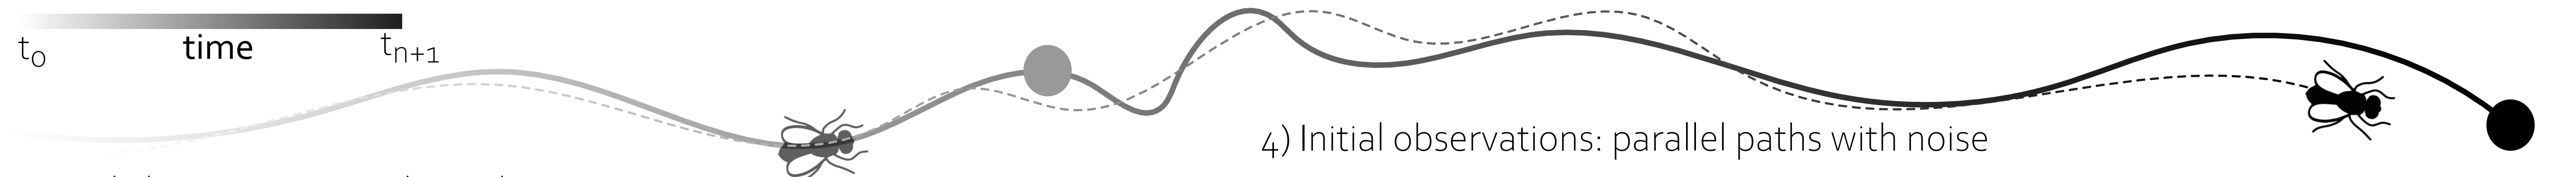 t0 time tn+1
4) Initial observations: parallel paths with noise